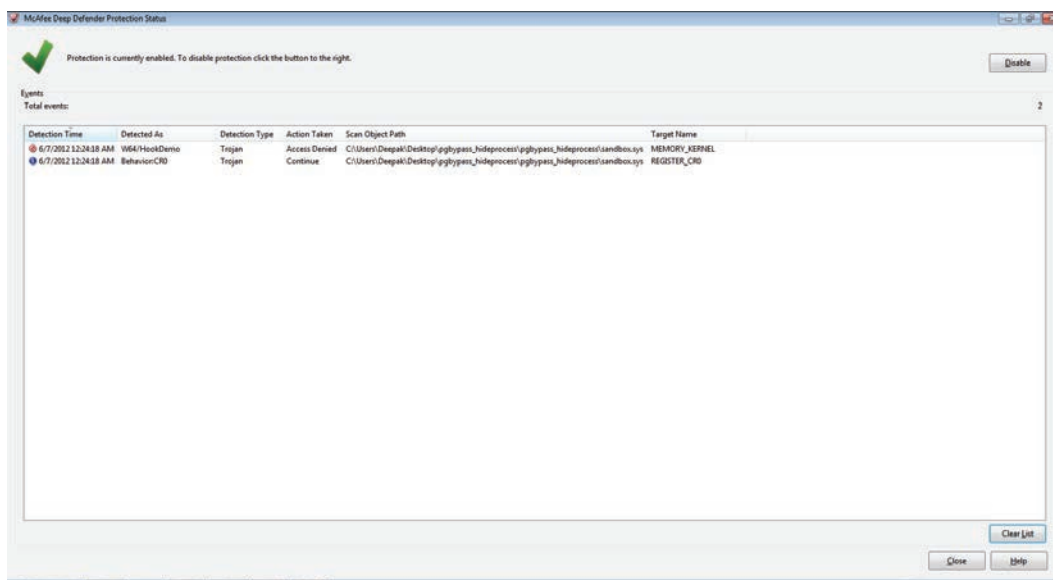 McAfee Deep Defender Protection Status
Protection is currently enabled. To disable protection click the button to the right.
Disable
Events
Total events: 2
Detection Time Detected As Detection Type Action Taken Scan Object Path Target Name
6/7/2012 12:24:18 AM W64/HookDemo Trojan Access Denied C:\Users\Deepak\Desktop\pgbypass_hideprocess\pgbypass_hideprocess\sandbox.sys MEMORY_KERNEL
6/7/2012 12:24:18 AM Behavior:CR0 Trojan Continue C:\Users\Deepak\Desktop\pgbypass_hideprocess\pgbypass_hideprocess\sandbox.sys REGISTER_CR0
Clear List
Close Help